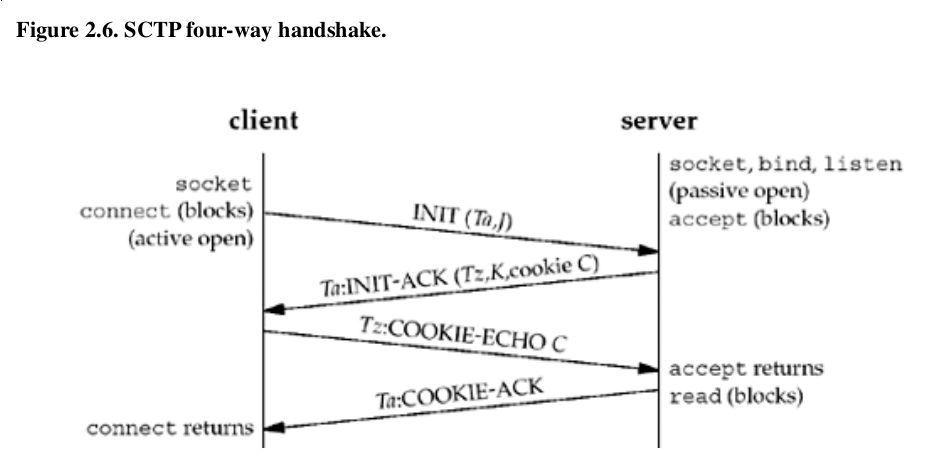 Figure 2.6. SCTP four-way handshake.
client
server
socket, bind, listen
(passive open)
accept (blocks)
socket
connect (blocks)
(active open)
INIT (Ta,J)
Ta:INIT-ACK (Tz,K,cookie C)
Tz:COOKIE-ECHO C
accept returns
read (blocks)
Ta:COOKIE-ACK
connect returns